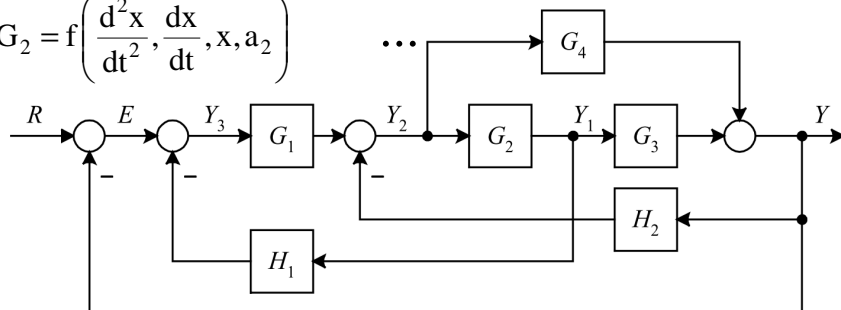 G₂ = f( d²x/dt² , dx/dt , x, a₂ )
...
G₄
R
E
Y₃
G₁
Y₂
G₂
Y₁
G₃
Y
−
−
−
H₂
H₁